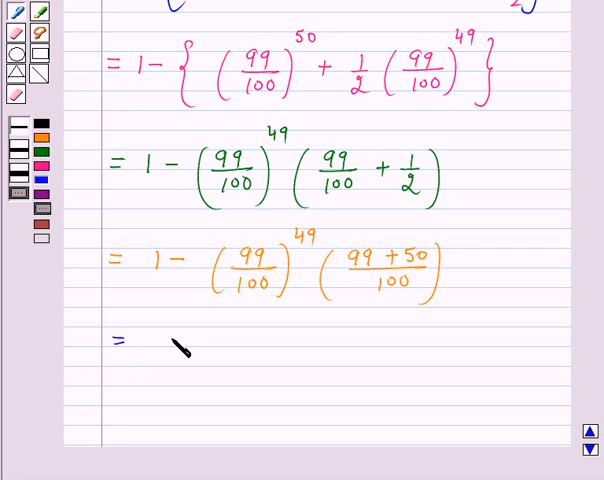 = 1 - { (99/100)^50 + 1/2 (99/100)^49 }
= 1 - (99/100)^49 (99/100 + 1/2)
= 1 - (99/100)^49 (99 + 50/100)
=